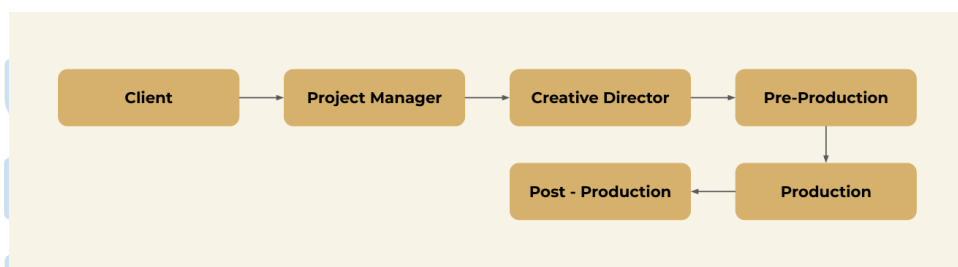 Client
Project Manager
Creative Director
Pre-Production
Production
Post - Production